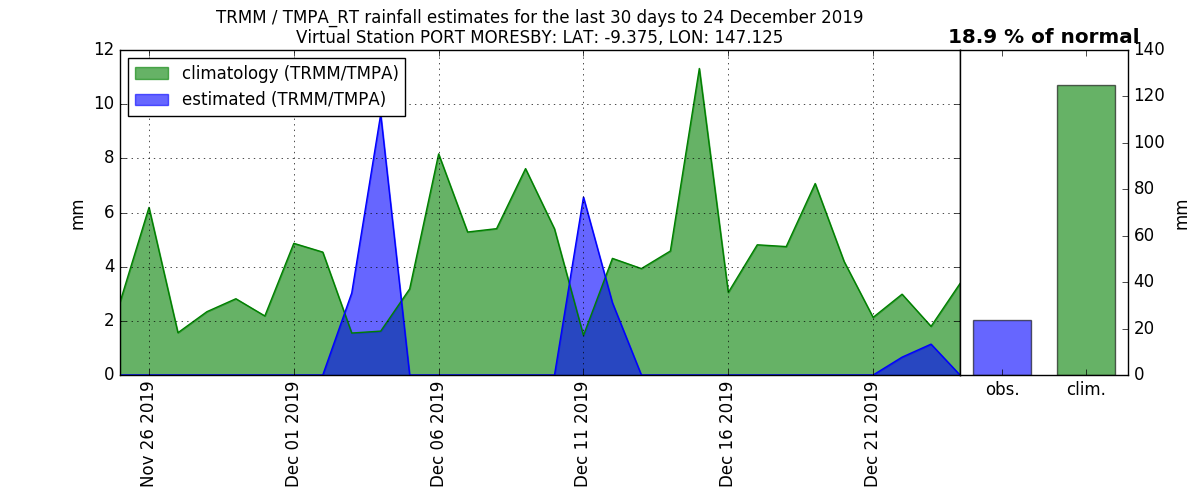 TRMM / TMPA_RT rainfall estimates for the last 30 days to 24 December 2019
Virtual Station PORT MORESBY: LAT: -9.375, LON: 147.125
18.9 % of normal
climatology (TRMM/TMPA)
estimated (TRMM/TMPA)
12
10
8
6
4
2
0
mm
Nov 26 2019
Dec 01 2019
Dec 06 2019
Dec 11 2019
Dec 16 2019
Dec 21 2019
140
120
100
80
60
40
20
0
mm
obs.
clim.